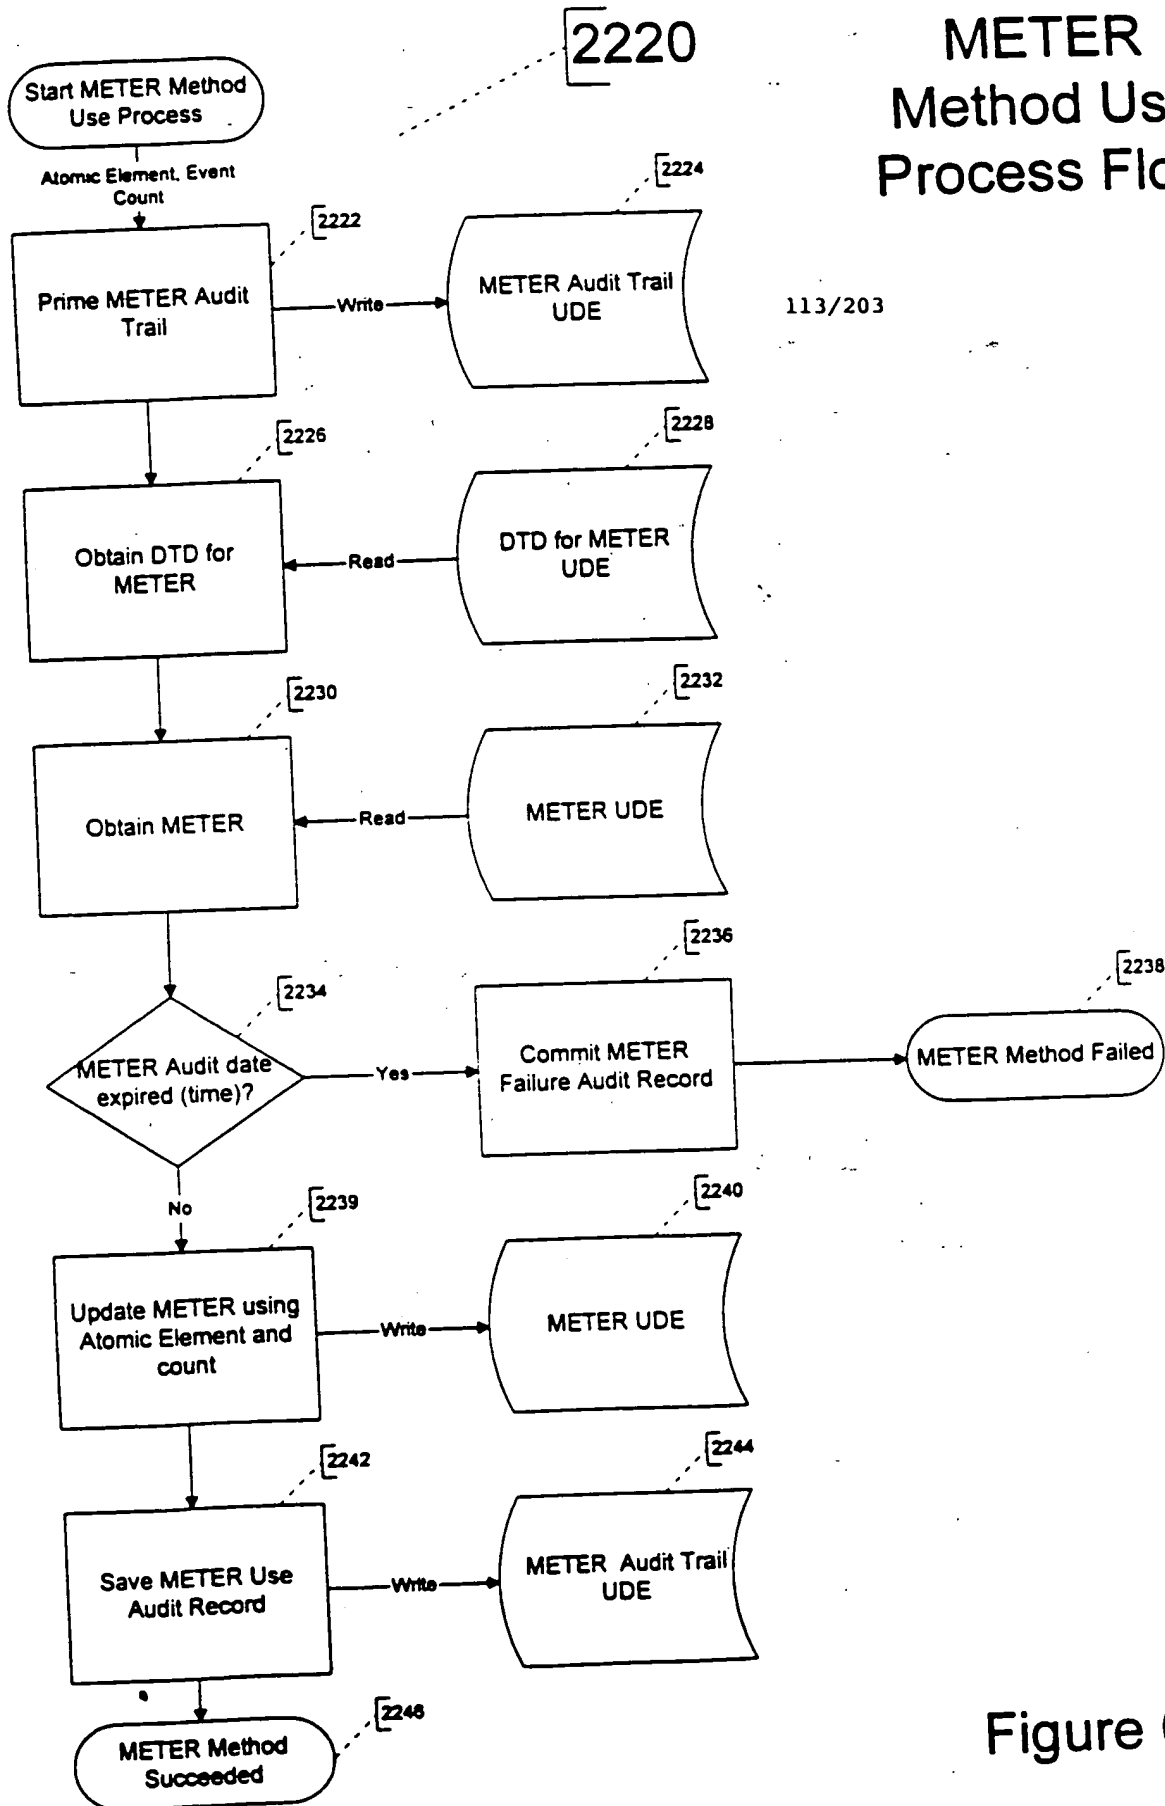 2220
METER
Method Us
Process Flo
Start METER Method
Use Process
Atomic Element, Event
Count
2222
2224
Prime METER Audit
Trail
Write
METER Audit Trail
UDE
113/203
2226
2228
Obtain DTD for
METER
Read
DTD for METER
UDE
2230
2232
Obtain METER
Read
METER UDE
2234
2236
2238
METER Audit date
expired (time)?
Yes
Commit METER
Failure Audit Record
METER Method Failed
No
2239
2240
Update METER using
Atomic Element and
count
Write
METER UDE
2242
2244
Save METER Use
Audit Record
Write
METER Audit Trail
UDE
2246
METER Method
Succeeded
Figure